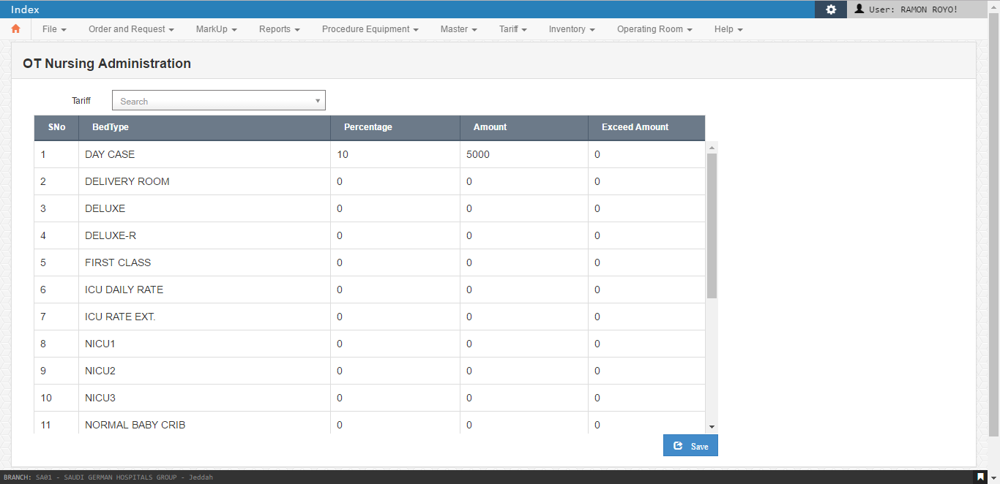 Index User: RAMON ROYO!
File Order and Request MarkUp Reports Procedure Equipment Master Tariff Inventory Operating Room Help
OT Nursing Administration
Tariff Search
SNo BedType Percentage Amount Exceed Amount
1 DAY CASE 10 5000 0
2 DELIVERY ROOM 0 0 0
3 DELUXE 0 0 0
4 DELUXE-R 0 0 0
5 FIRST CLASS 0 0 0
6 ICU DAILY RATE 0 0 0
7 ICU RATE EXT. 0 0 0
8 NICU1 0 0 0
9 NICU2 0 0 0
10 NICU3 0 0 0
11 NORMAL BABY CRIB 0 0 0
Save
BRANCH: SA01 - SAUDI GERMAN HOSPITALS GROUP - Jeddah